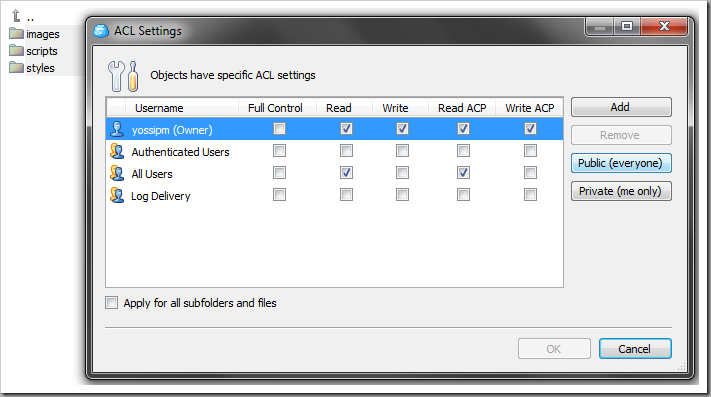 ..
images
scripts
styles
ACL Settings
Objects have specific ACL settings
Username Full Control Read Write Read ACP Write ACP
yossipm (Owner)
Authenticated Users
All Users
Log Delivery
Add
Remove
Public (everyone)
Private (me only)
Apply for all subfolders and files
OK Cancel